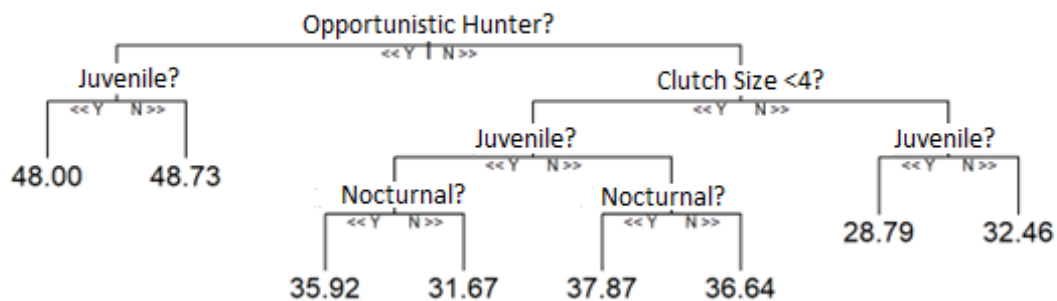 Opportunistic Hunter?
<< Y N >>
Juvenile?
Clutch Size <4?
<< Y N >>
<< Y N >>
Juvenile?
Juvenile?
48.00 48.73
<< Y N >>
<< Y N >>
Nocturnal?
Nocturnal?
<< Y N >>
<< Y N >>
28.79 32.46
35.92 31.67 37.87 36.64